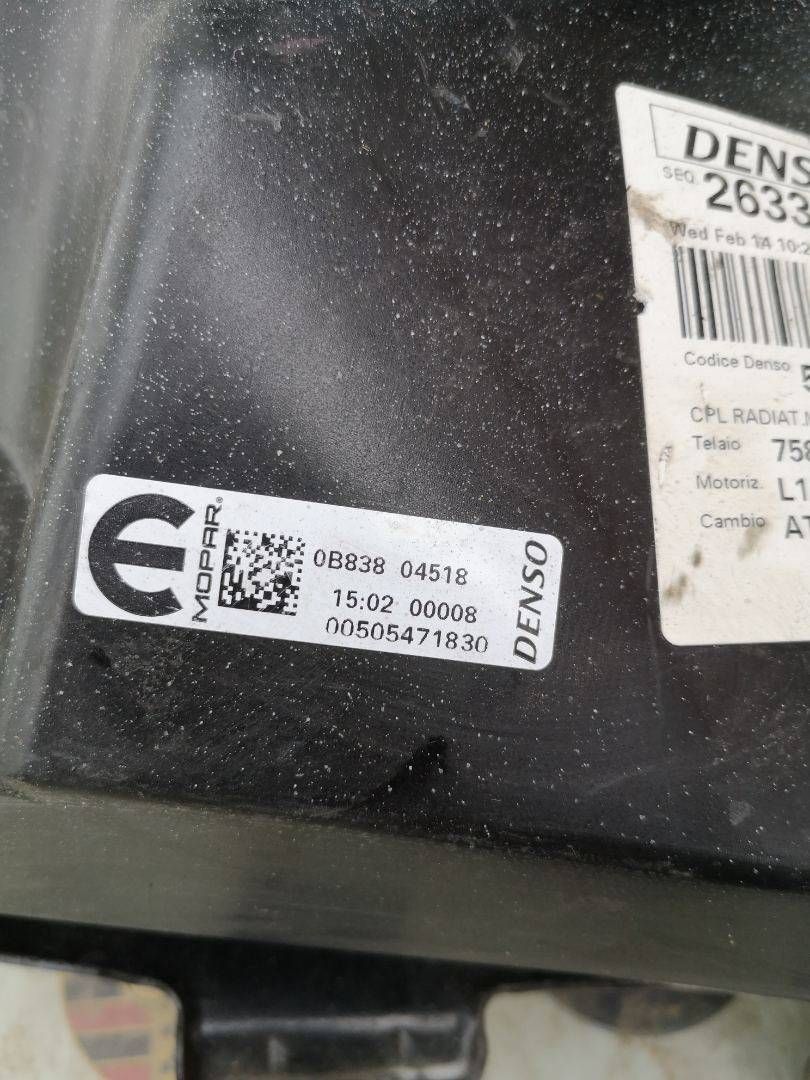 MOPAR®
0B838 04518
15:02 00008
00505471830
DENSO
DENS
SEQ. 2633
Wed Feb 14 10:2
Codice Denso 5
CPL RADIAT.
Telaio 758
Motoriz. L1
Cambio A